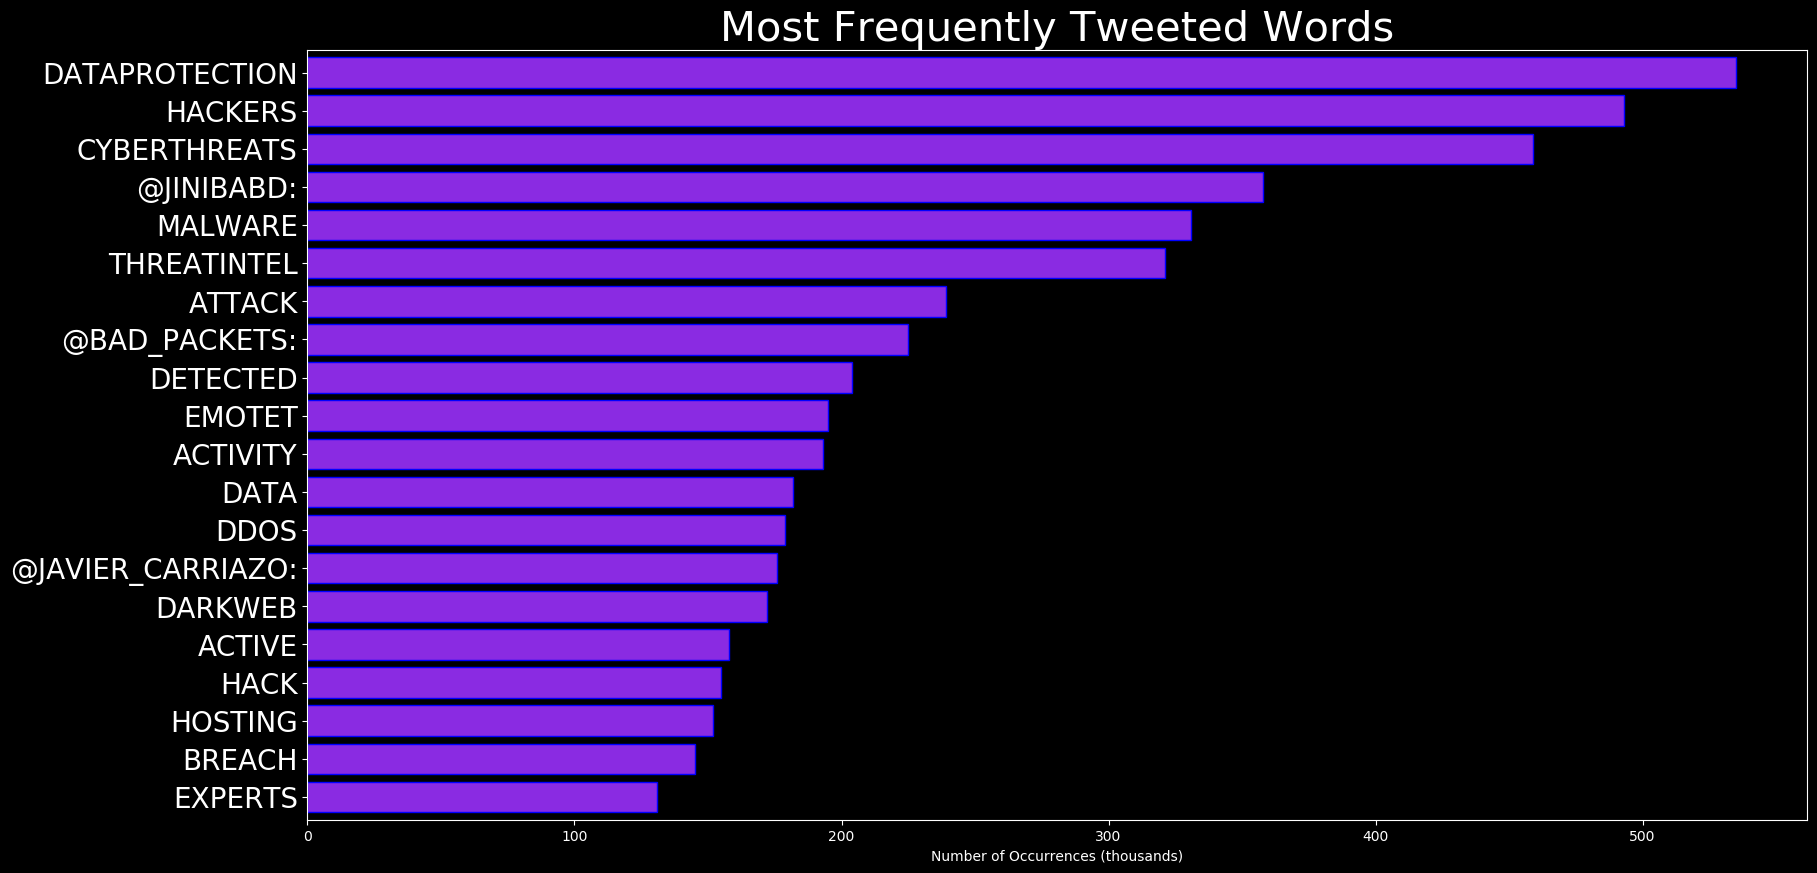 Most Frequently Tweeted Words
DATAPROTECTION
HACKERS
CYBERTHREATS
@JINIBABD:
MALWARE
THREATINTEL
ATTACK
@BAD_PACKETS:
DETECTED
EMOTET
ACTIVITY
DATA
DDOS
@JAVIER_CARRIAZO:
DARKWEB
ACTIVE
HACK
HOSTING
BREACH
EXPERTS
0 100 200 300 400 500
Number of Occurrences (thousands)